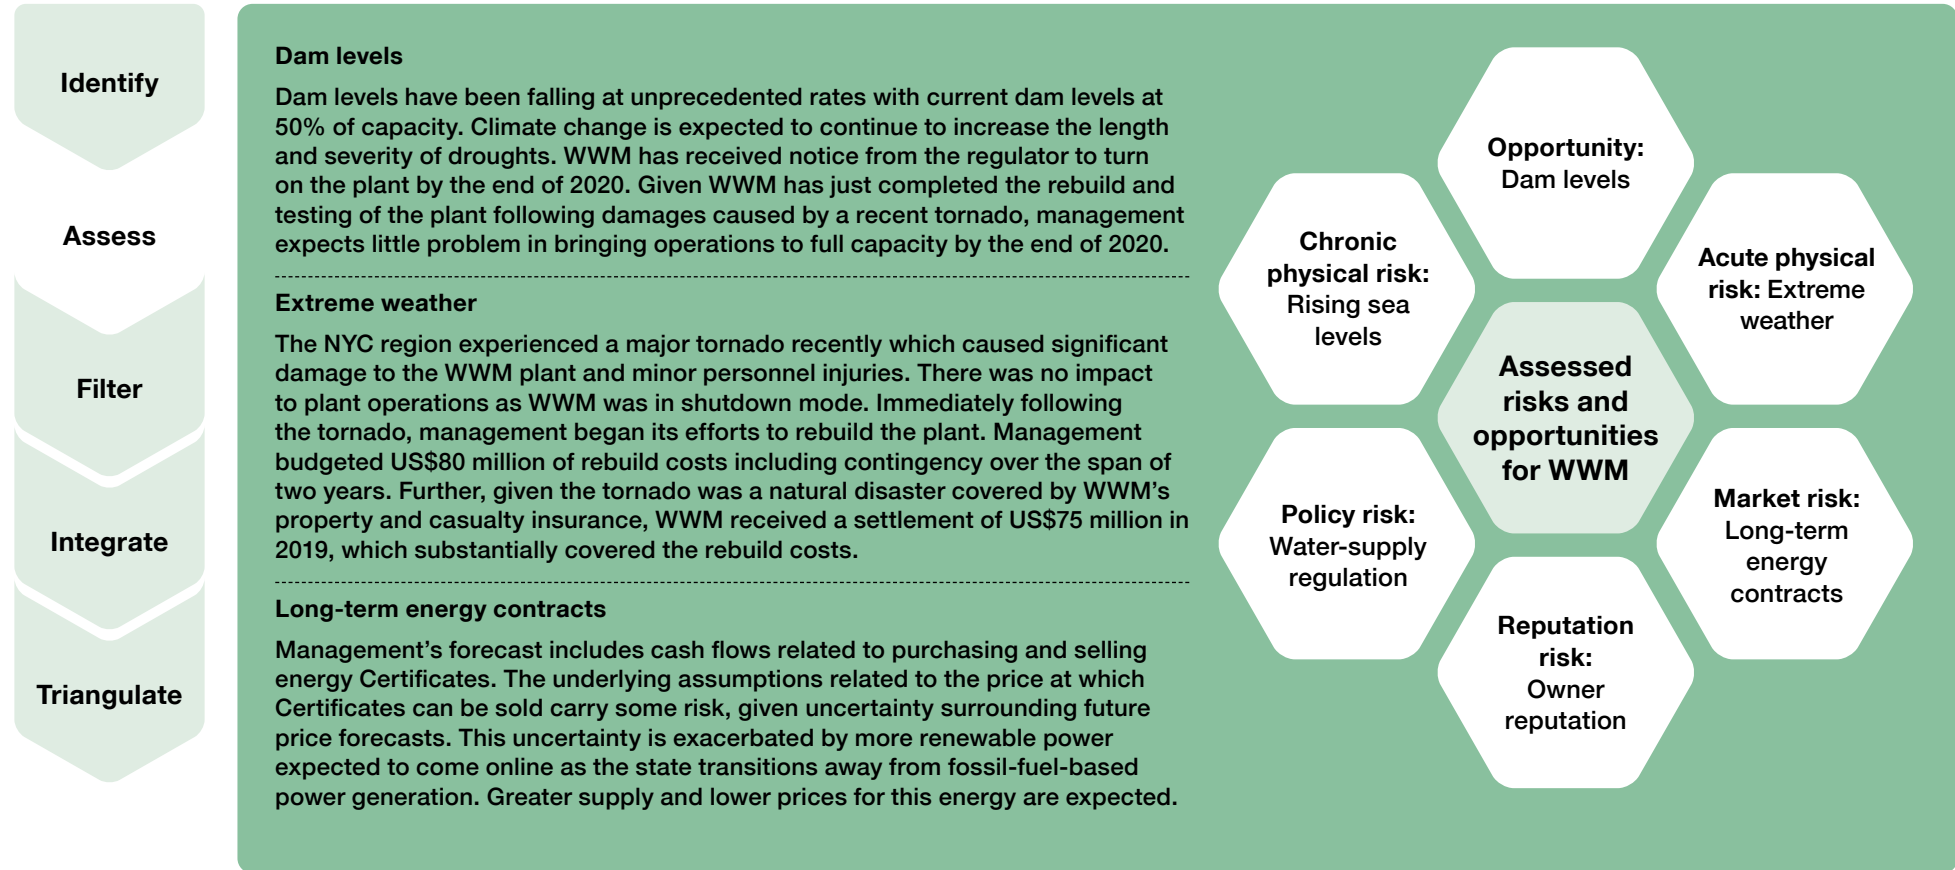 Identify
Assess
Filter
Integrate
Triangulate
Dam levels
Dam levels have been falling at unprecedented rates with current dam levels at
50% of capacity. Climate change is expected to continue to increase the length
and severity of droughts. WWM has received notice from the regulator to turn
on the plant by the end of 2020. Given WWM has just completed the rebuild and
testing of the plant following damages caused by a recent tornado, management
expects little problem in bringing operations to full capacity by the end of 2020.
Extreme weather
The NYC region experienced a major tornado recently which caused significant
damage to the WWM plant and minor personnel injuries. There was no impact
to plant operations as WWM was in shutdown mode. Immediately following
the tornado, management began its efforts to rebuild the plant. Management
budgeted US$80 million of rebuild costs including contingency over the span of
two years. Further, given the tornado was a natural disaster covered by WWM’s
property and casualty insurance, WWM received a settlement of US$75 million in
2019, which substantially covered the rebuild costs.
Long-term energy contracts
Management’s forecast includes cash flows related to purchasing and selling
energy Certificates. The underlying assumptions related to the price at which
Certificates can be sold carry some risk, given uncertainty surrounding future
price forecasts. This uncertainty is exacerbated by more renewable power
expected to come online as the state transitions away from fossil-fuel-based
power generation. Greater supply and lower prices for this energy are expected.
Opportunity:
Dam levels
Chronic
physical risk:
Rising sea
levels
Acute physical
risk: Extreme
weather
Assessed
risks and
opportunities
for WWM
Policy risk:
Water-supply
regulation
Market risk:
Long-term
energy
contracts
Reputation
risk:
Owner
reputation